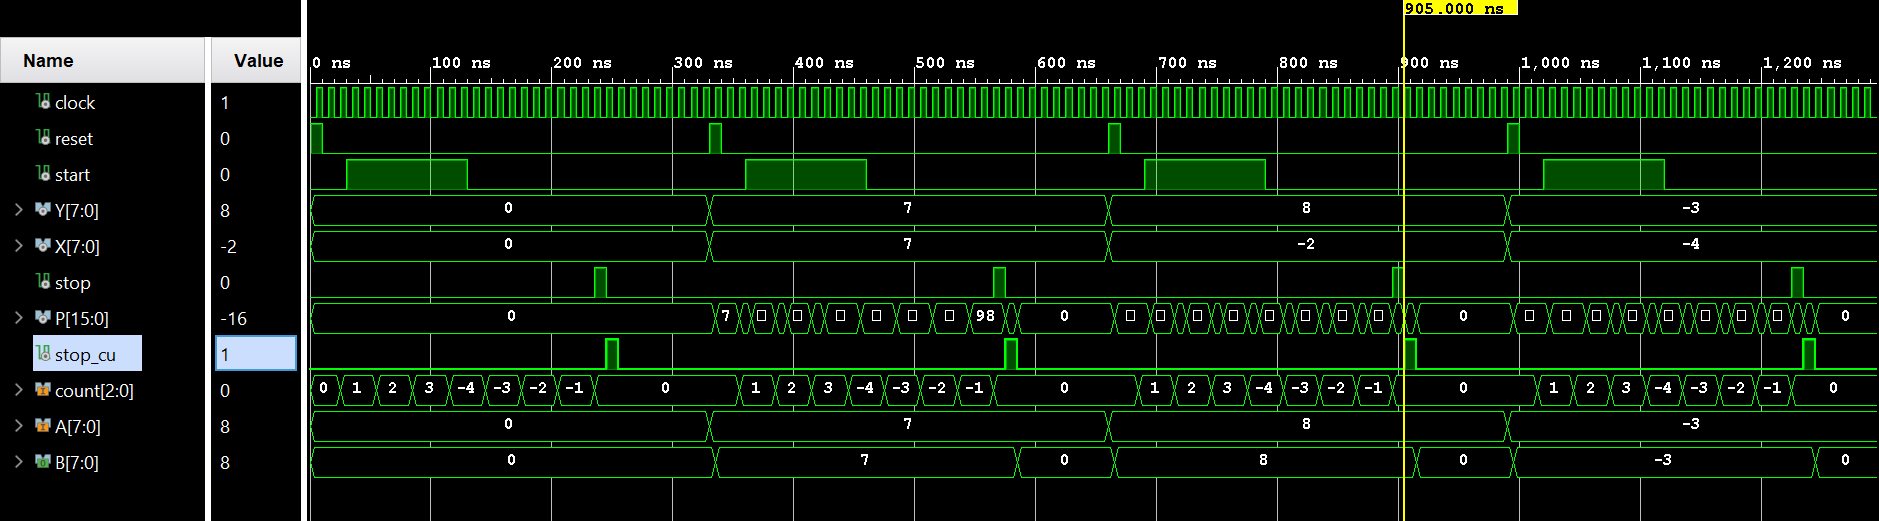 905.000 ns
Name Value
0 ns 100 ns 200 ns 300 ns 400 ns 500 ns 600 ns 700 ns 800 ns 900 ns 1,000 ns 1,100 ns 1,200 ns
clock 1
reset 0
start 0
Y[7:0] 8 0 7 8 -3
X[7:0] -2 0 7 -2 -4
stop 0
P[15:0] -16 0 7 98 0 0 0
stop_cu 1
count[2:0] 0 0 1 2 3 -4 -3 -2 -1 0 1 2 3 -4 -3 -2 -1 0 1 2 3 -4 -3 -2 -1 0 1 2 3 -4 -3 -2 -1 0
A[7:0] 8 0 7 8 -3
B[7:0] 8 0 7 0 8 0 -3 0